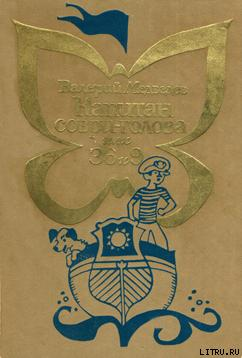 Валерий Медведев
Капитан
соври-голова
или
36 и 9
LITRU.RU